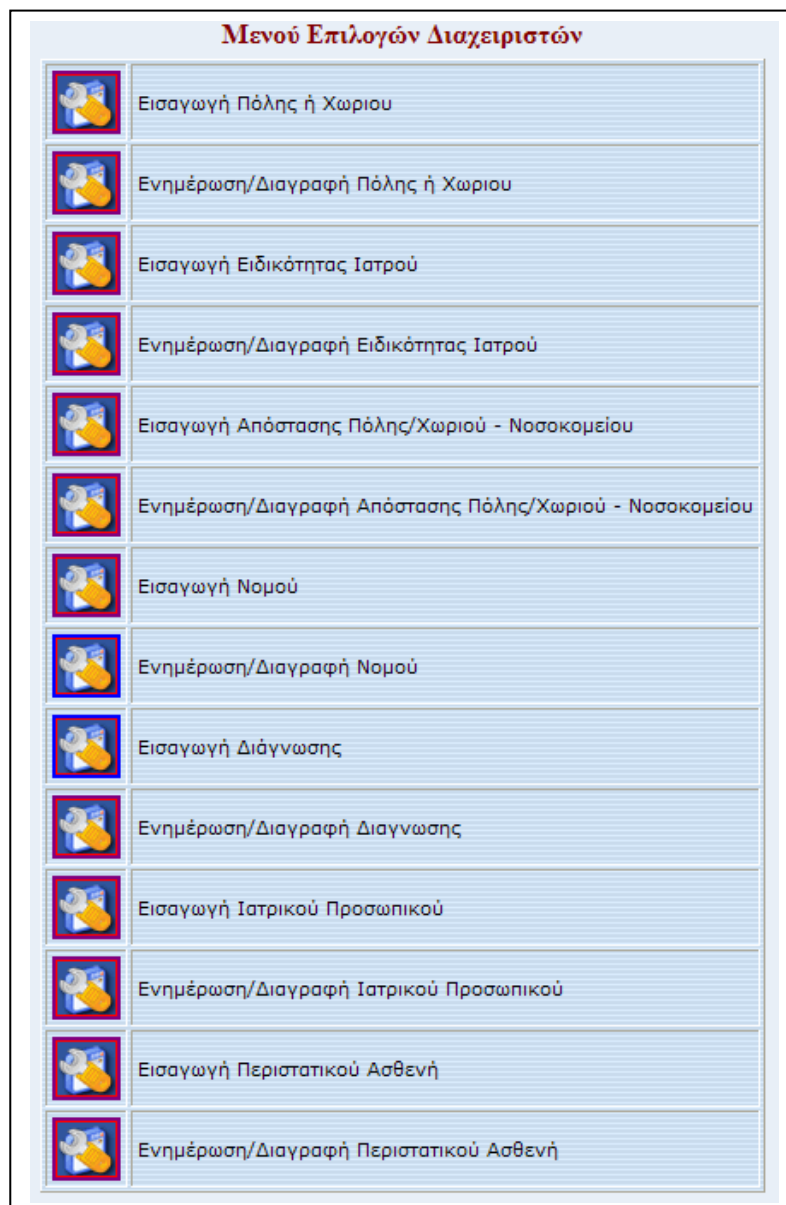 Μενού Επιλογών Διαχειριστών
Εισαγωγή Πόλης ή Χωριου
Ενημέρωση/Διαγραφή Πόλης ή Χωριου
Εισαγωγή Ειδικότητας Ιατρού
Ενημέρωση/Διαγραφή Ειδικότητας Ιατρού
Εισαγωγή Απόστασης Πόλης/Χωριού - Νοσοκομείου
Ενημέρωση/Διαγραφή Απόστασης Πόλης/Χωριού - Νοσοκομείου
Εισαγωγή Νομού
Ενημέρωση/Διαγραφή Νομού
Εισαγωγή Διάγνωσης
Ενημέρωση/Διαγραφή Διαγνωσης
Εισαγωγή Ιατρικού Προσωπικού
Ενημέρωση/Διαγραφή Ιατρικού Προσωπικού
Εισαγωγή Περιστατικού Ασθενή
Ενημέρωση/Διαγραφή Περιστατικού Ασθενή